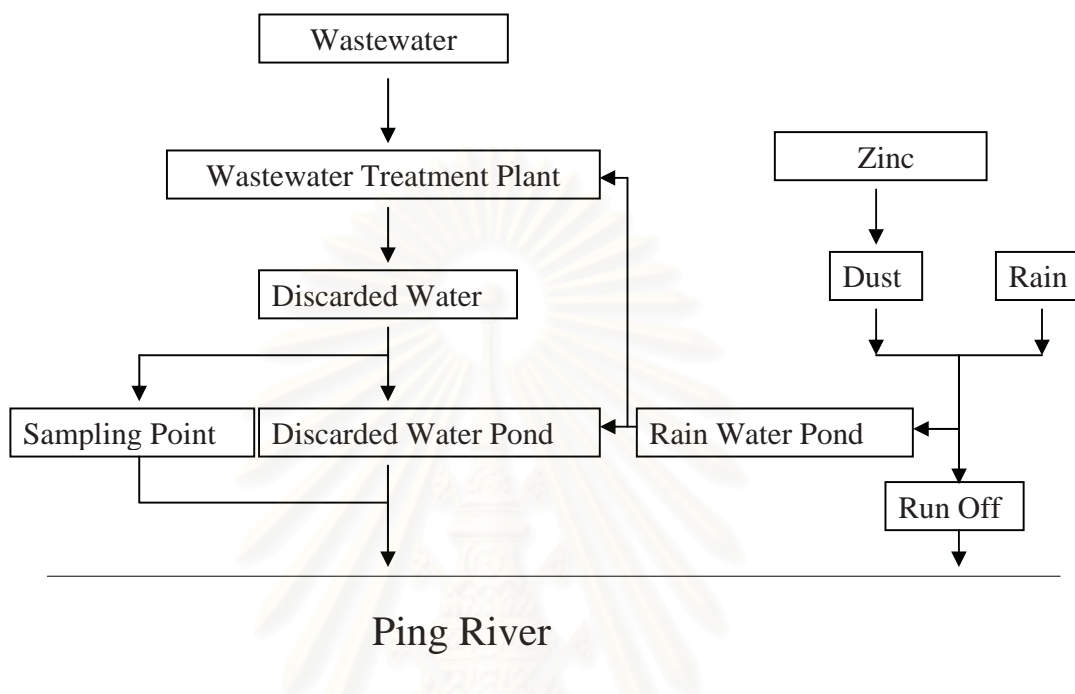 Wastewater
Wastewater Treatment Plant
Zinc
Discarded Water
Dust
Rain
Sampling Point
Discarded Water Pond
Rain Water Pond
Run Off
Ping River